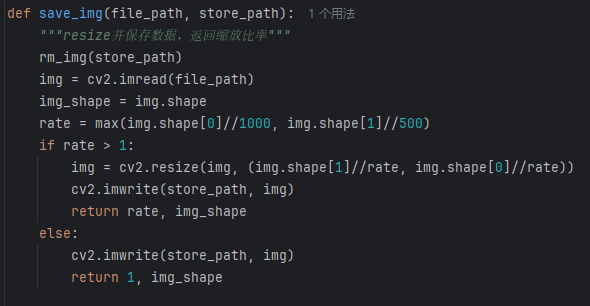 def save_img(file_path, store_path): 1 个用法
    """resize并保存数据，返回缩放比率"""
    rm_img(store_path)
    img = cv2.imread(file_path)
    img_shape = img.shape
    rate = max(img.shape[0]//1000, img.shape[1]//500)
    if rate > 1:
        img = cv2.resize(img, (img.shape[1]//rate, img.shape[0]//rate))
        cv2.imwrite(store_path, img)
        return rate, img_shape
    else:
        cv2.imwrite(store_path, img)
        return 1, img_shape